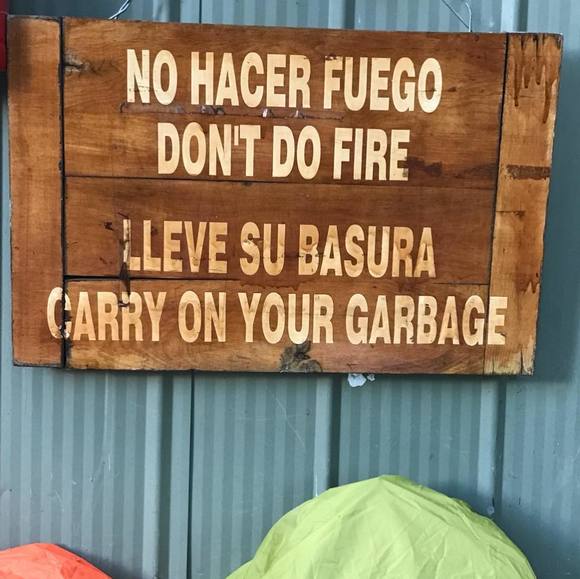 NO HACER FUEGO
DON'T DO FIRE
LLEVE SU BASURA
CARRY ON YOUR GARBAGE